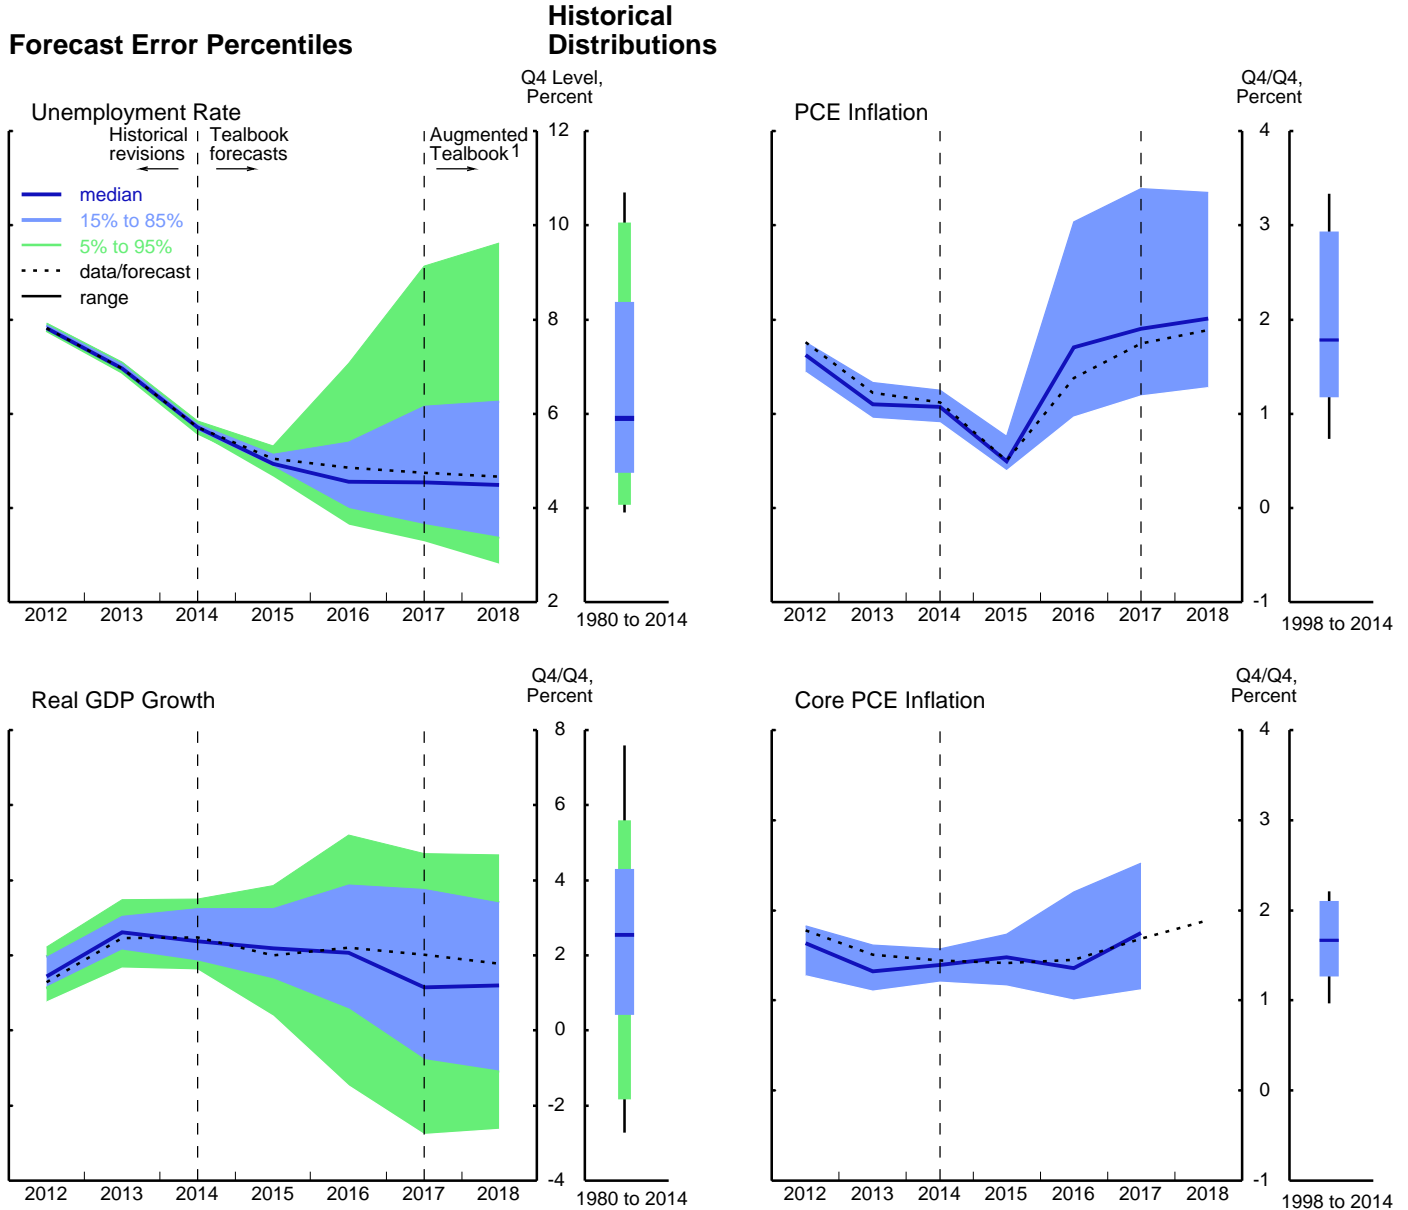 Forecast Error Percentiles
Historical
Distributions
Unemployment Rate
Q4 Level,
Percent
Historical
revisions
Tealbook
forecasts
Augmented
Tealbook1
median
15% to 85%
5% to 95%
data/forecast
range
12
10
8
6
4
2
2012 2013 2014 2015 2016 2017 2018
1980 to 2014
PCE Inflation
Q4/Q4,
Percent
4
3
2
1
0
-1
2012 2013 2014 2015 2016 2017 2018
1998 to 2014
Real GDP Growth
Q4/Q4,
Percent
8
6
4
2
0
-2
-4
2012 2013 2014 2015 2016 2017 2018
1980 to 2014
Core PCE Inflation
Q4/Q4,
Percent
4
3
2
1
0
-1
2012 2013 2014 2015 2016 2017 2018
1998 to 2014